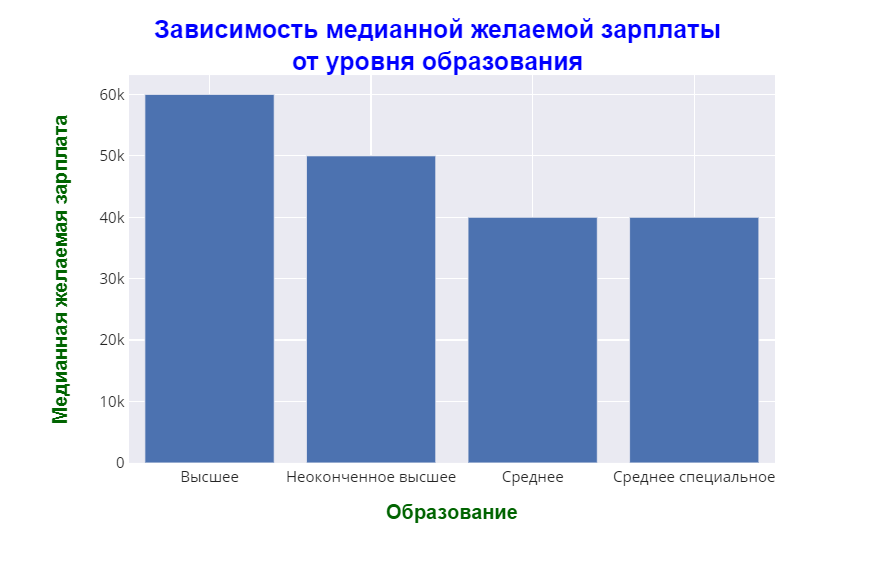 Зависимость медианной желаемой зарплаты
от уровня образования
Медианная желаемая зарплата
60k
50k
40k
30k
20k
10k
0
Высшее
Неоконченное высшее
Среднее
Среднее специальное
Образование